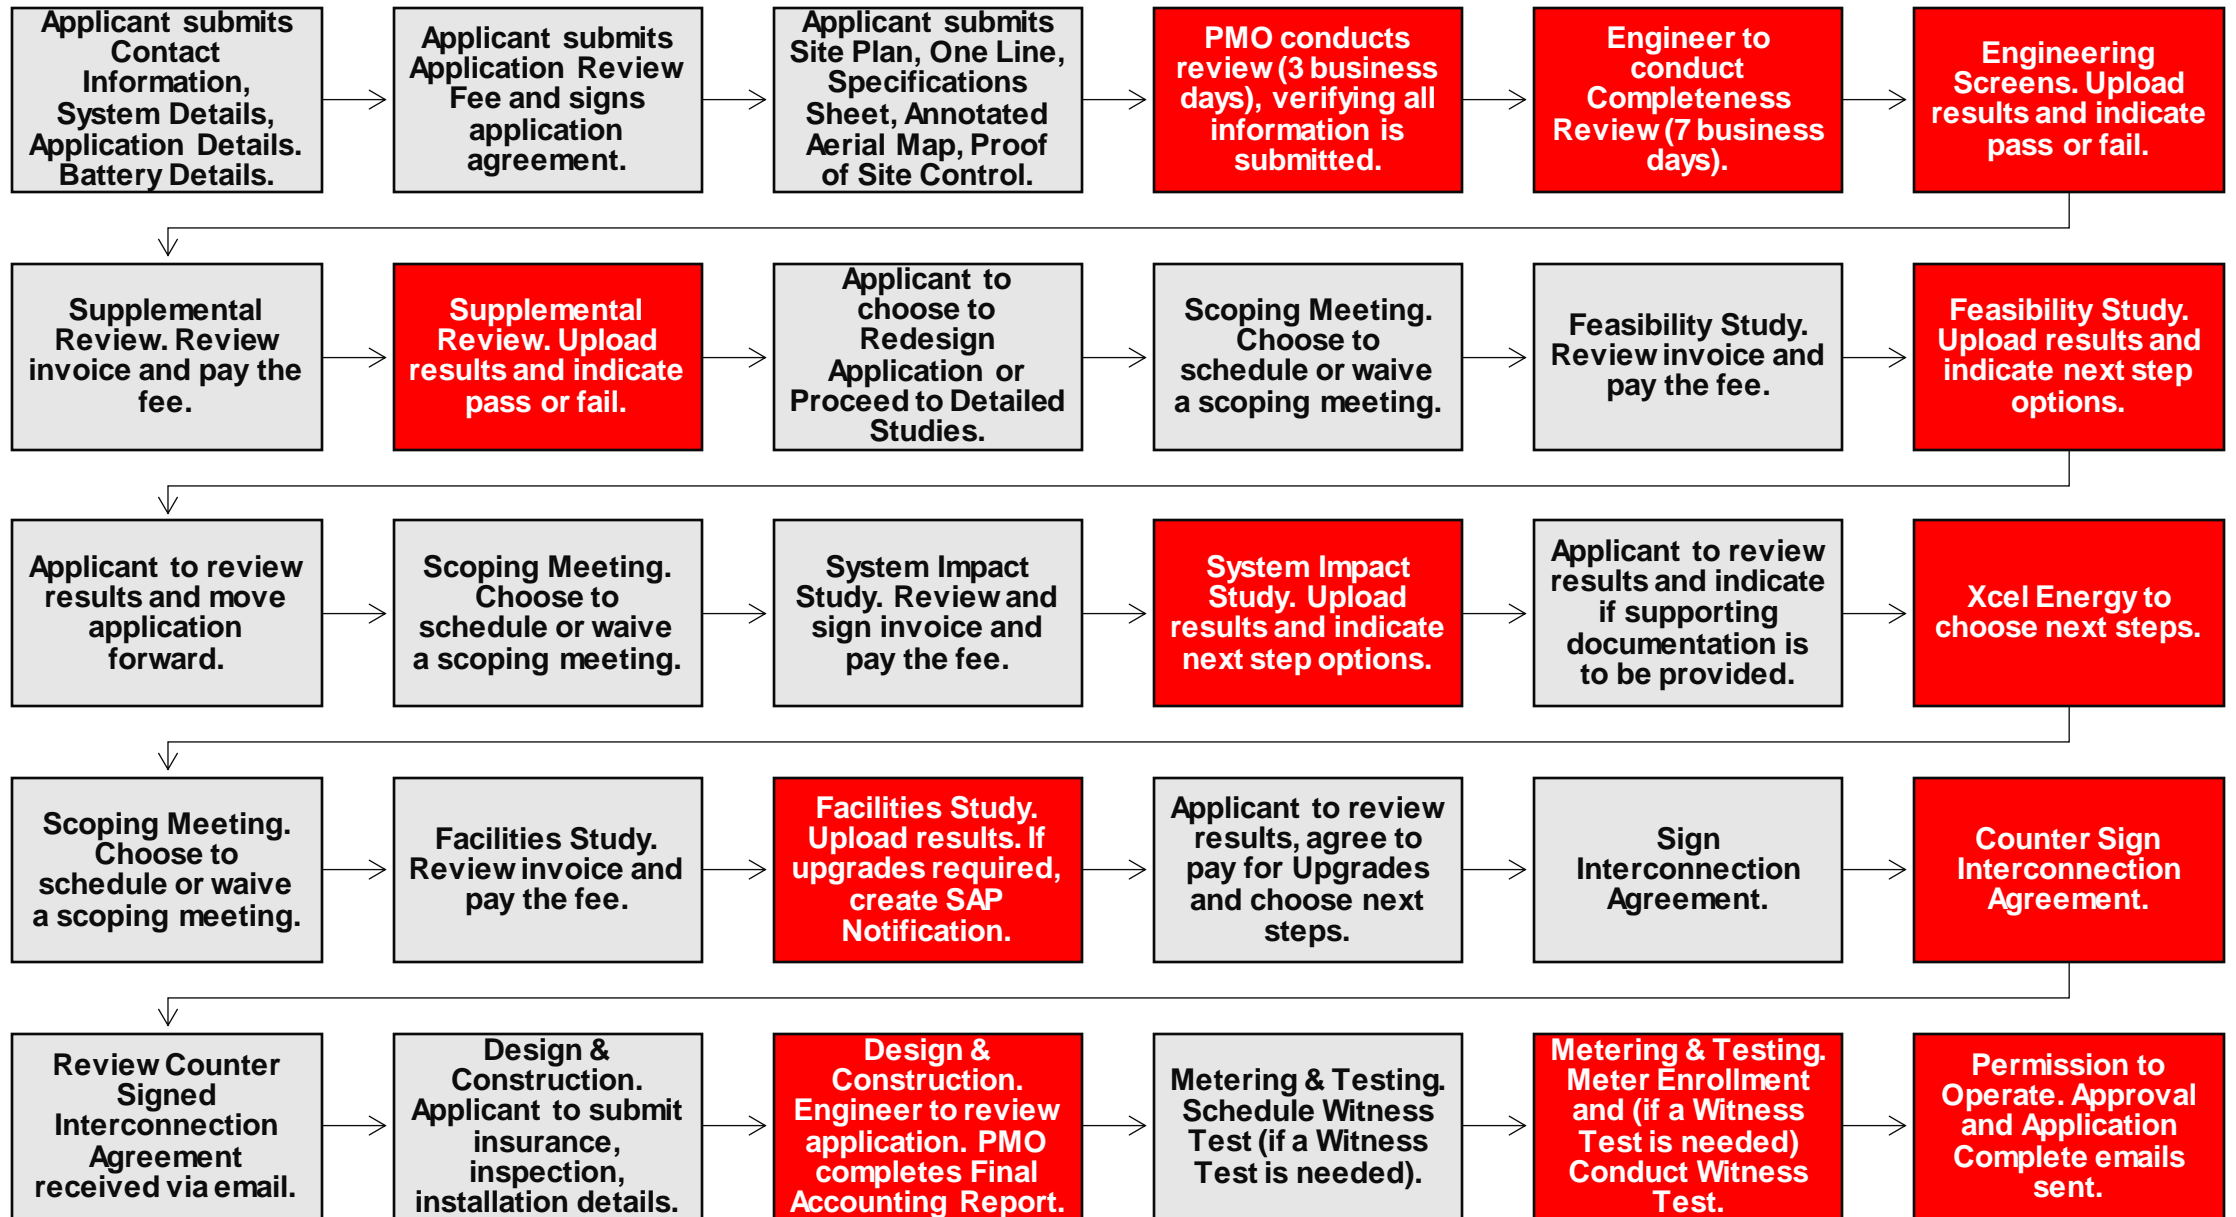 Applicant submits
Contact
Information,
System Details,
Application Details.
Battery Details.
Applicant submits
Application Review
Fee and signs
application
agreement.
Applicant submits
Site Plan, One Line,
Specifications
Sheet, Annotated
Aerial Map, Proof
of Site Control.
PMO conducts
review (3 business
days), verifying all
information is
submitted.
Engineer to
conduct
Completeness
Review (7 business
days).
Engineering
Screens. Upload
results and indicate
pass or fail.
Supplemental
Review. Review
invoice and pay the
fee.
Supplemental
Review. Upload
results and indicate
pass or fail.
Applicant to
choose to
Redesign
Application or
Proceed to Detailed
Studies.
Scoping Meeting.
Choose to
schedule or waive
a scoping meeting.
Feasibility Study.
Review invoice and
pay the fee.
Feasibility Study.
Upload results and
indicate next step
options.
Applicant to review
results and move
application
forward.
Scoping Meeting.
Choose to
schedule or waive
a scoping meeting.
System Impact
Study. Review and
sign invoice and
pay the fee.
System Impact
Study. Upload
results and indicate
next step options.
Applicant to review
results and indicate
if supporting
documentation is
to be provided.
Xcel Energy to
choose next steps.
Scoping Meeting.
Choose to
schedule or waive
a scoping meeting.
Facilities Study.
Review invoice and
pay the fee.
Facilities Study.
Upload results. If
upgrades required,
create SAP
Notification.
Applicant to review
results, agree to
pay for Upgrades
and choose next
steps.
Sign
Interconnection
Agreement.
Counter Sign
Interconnection
Agreement.
Review Counter
Signed
Interconnection
Agreement
received via email.
Design &
Construction.
Applicant to submit
insurance,
inspection,
installation details.
Design &
Construction.
Engineer to review
application. PMO
completes Final
Accounting Report.
Metering & Testing.
Schedule Witness
Test (if a Witness
Test is needed).
Metering & Testing.
Meter Enrollment
and (if a Witness
Test is needed)
Conduct Witness
Test.
Permission to
Operate. Approval
and Application
Complete emails
sent.